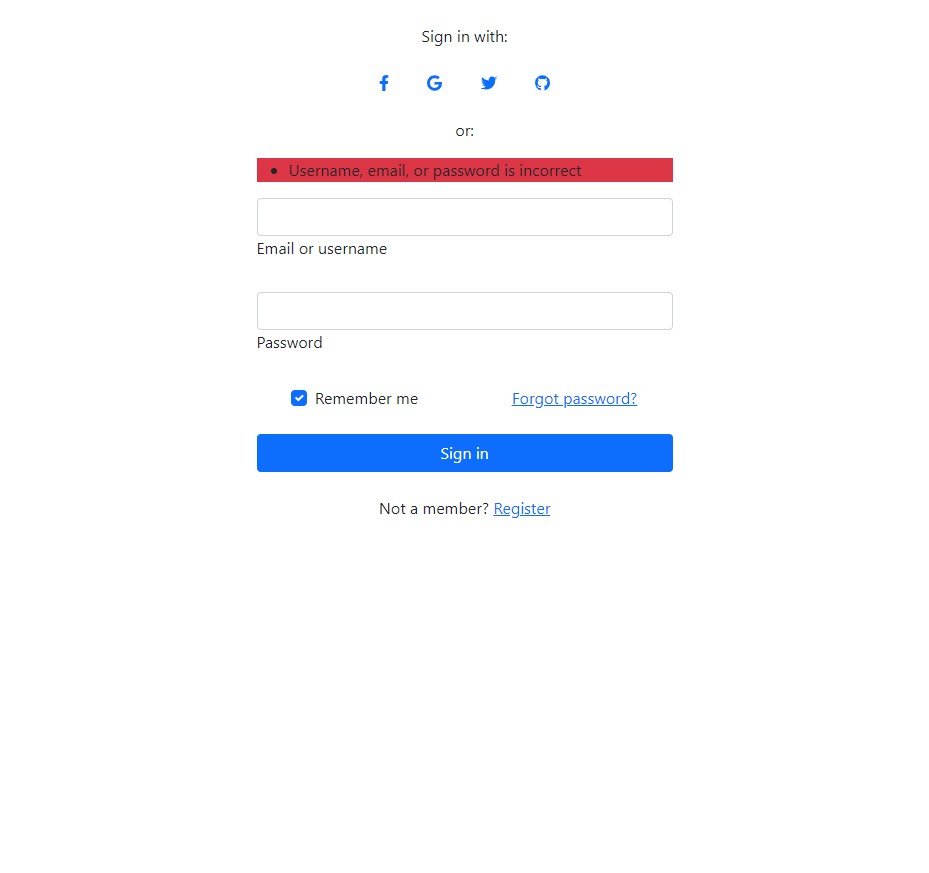 Sign in with:
or:
• Username, email, or password is incorrect
Email or username
Password
Remember me Forgot password?
Sign in
Not a member? Register